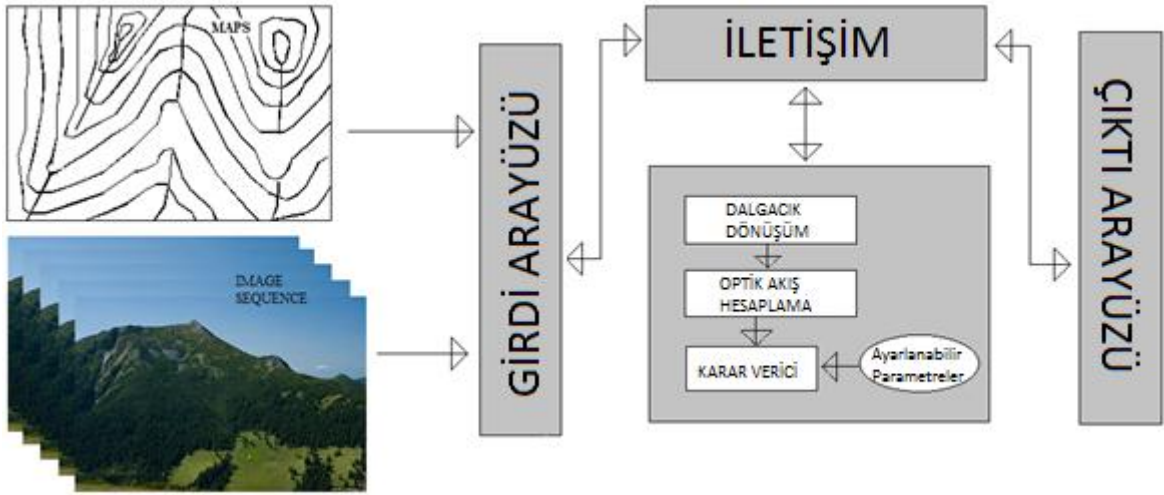 MAPS
IMAGE
SEQUENCE
GİRDİ ARAYÜZÜ
İLETİŞİM
DALGACIK
DÖNÜŞÜM
OPTİK AKIŞ
HESAPLAMA
KARAR VERİCİ
Ayarlanabilir
Parametreler
ÇIKTI ARAYÜZÜ